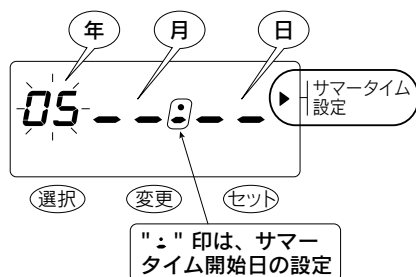 年
月
日
05 _ _ : _ _
サマータイム
設定
選択
変更
セット
" : " 印は、サマー
タイム開始日の設定